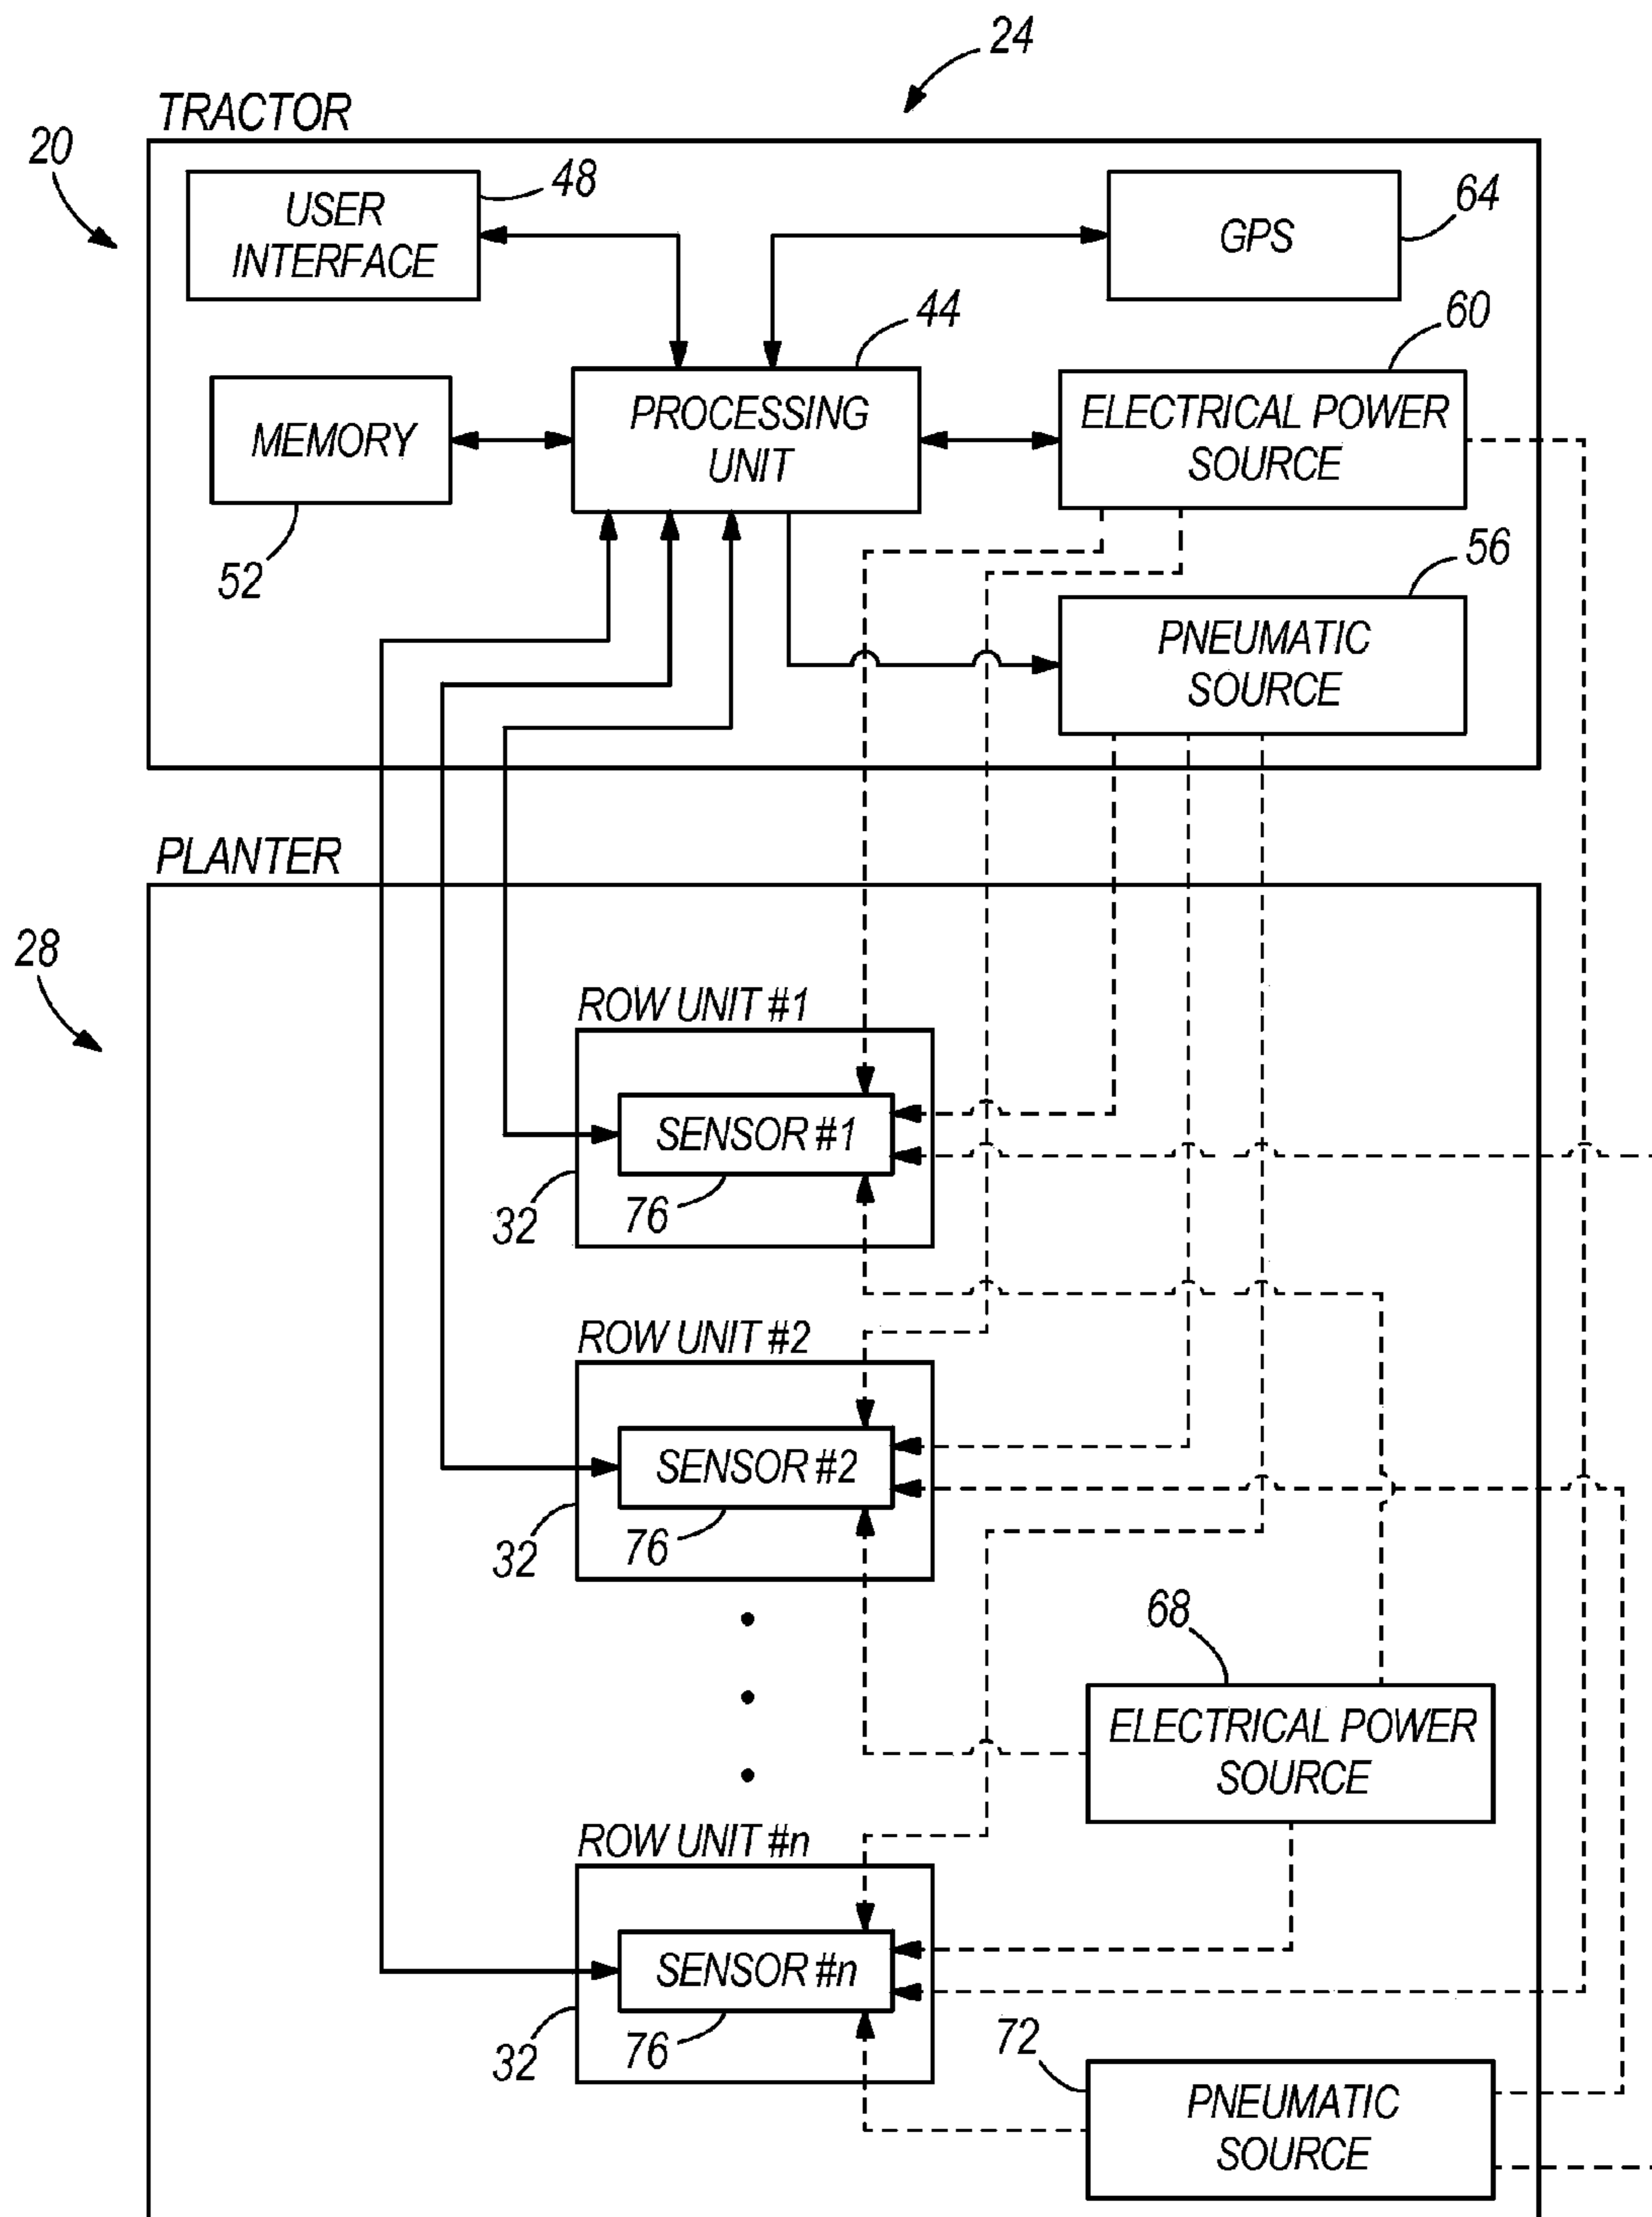 24
TRACTOR
20
USER
INTERFACE
48
GPS
64
44
60
MEMORY
52
PROCESSING
UNIT
ELECTRICAL POWER
SOURCE
56
PNEUMATIC
SOURCE
PLANTER
28
ROW UNIT #1
SENSOR #1
32
76
ROW UNIT #2
SENSOR #2
32
76
68
ELECTRICAL POWER
SOURCE
ROW UNIT #n
SENSOR #n
32
76
72
PNEUMATIC
SOURCE